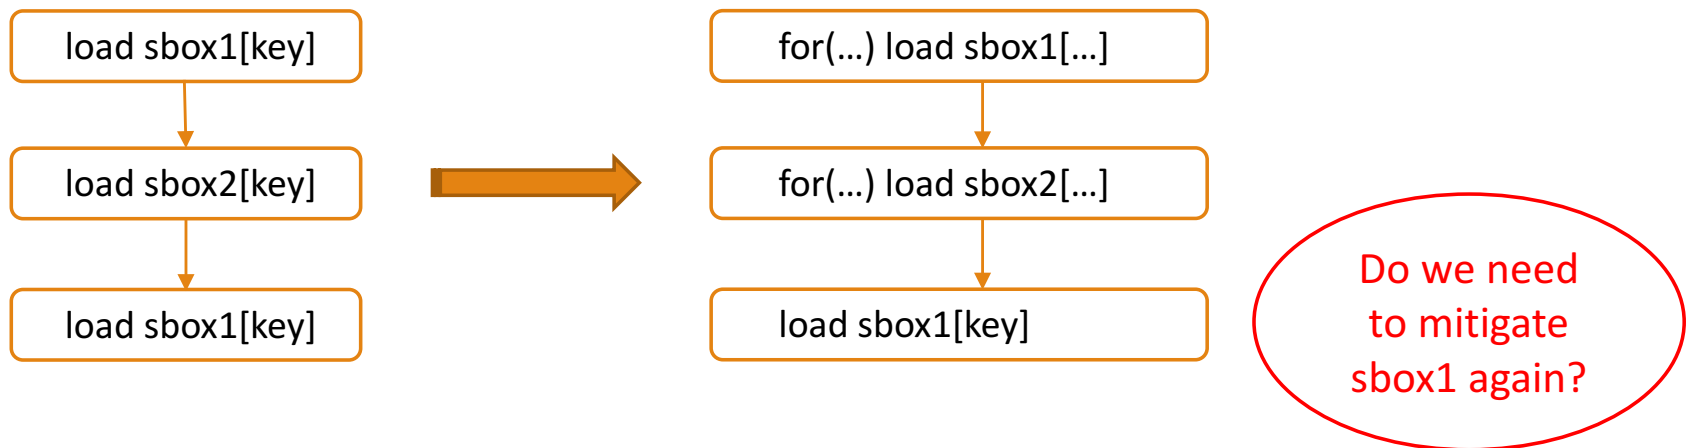 load sbox1[key]
load sbox2[key]
load sbox1[key]
for(…) load sbox1[…]
for(…) load sbox2[…]
load sbox1[key]
Do we need
to mitigate
sbox1 again?